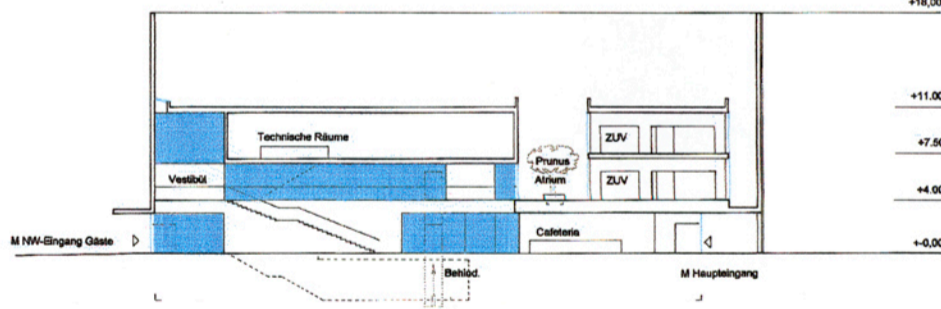 +18,00
+11.00
Technische Räume
ZUV
+7.50
Prunus
Vestibül
Atrium
ZUV
+4.00
Cafeteria
M NW-Eingang Gäste
+-0,00
Behind.
M Haupteingang